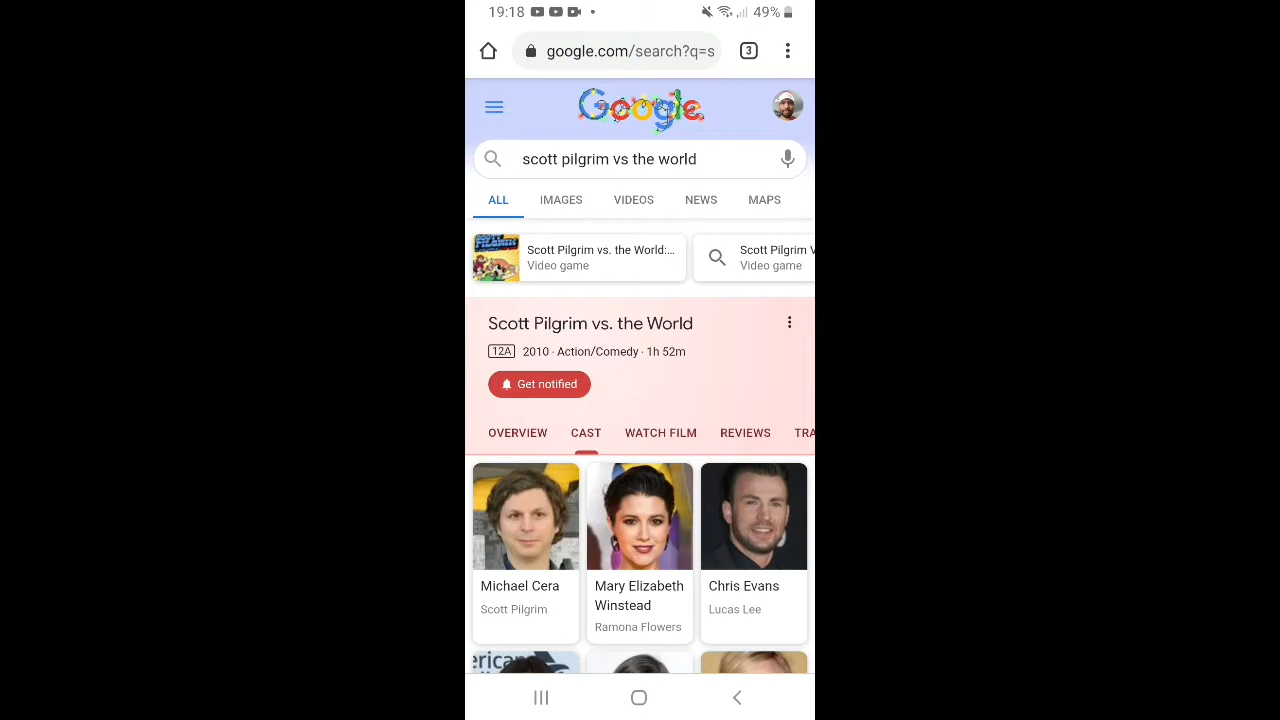 19:18 49%
google.com/search?q=s 3
Google
scott pilgrim vs the world
ALL IMAGES VIDEOS NEWS MAPS
Scott Pilgrim vs. the World:... Scott Pilgrim V
Video game Video game
Scott Pilgrim vs. the World
12A 2010 · Action/Comedy · 1h 52m
Get notified
OVERVIEW CAST WATCH FILM REVIEWS TRA
Michael Cera Mary Elizabeth Winstead Chris Evans
Scott Pilgrim Ramona Flowers Lucas Lee